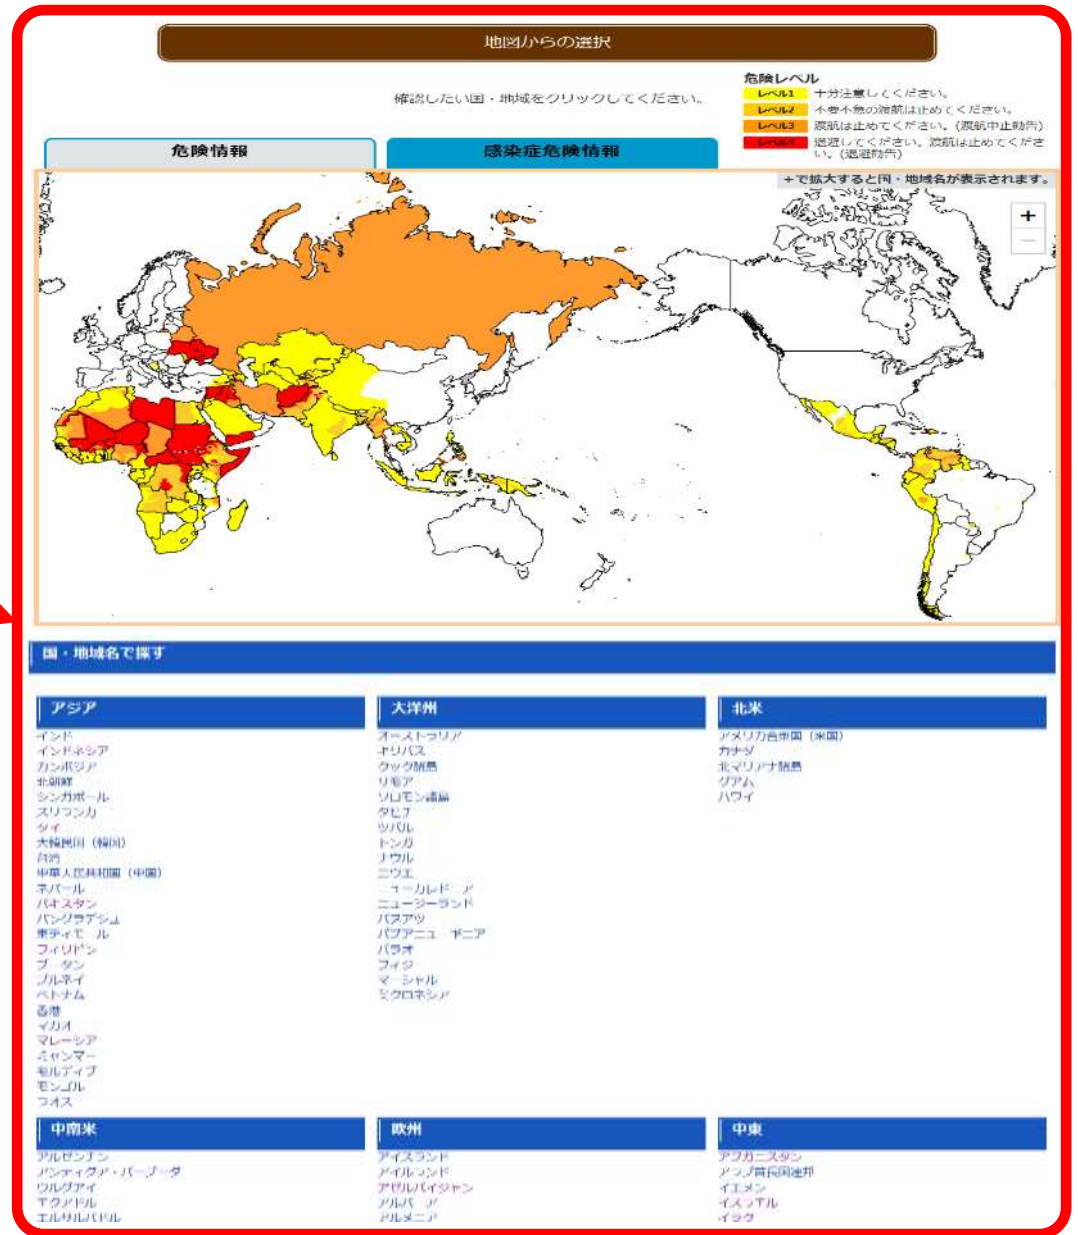 地図からの選択
確認したい国・地域をクリックしてください。
危険レベル
レベル1 十分注意してください。
レベル2 不要不急の渡航は止めてください。
レベル3 渡航は止めてください。(渡航中止勧告)
レベル4 退避してください。渡航は止めてくださ
い。(退避勧告)
危険情報
感染症危険情報
+で拡大すると国・地域名が表示されます。
+
国・地域名で探す
アジア
インド
インドネシア
カンボジア
北朝鮮
シンガポール
スリランカ
タイ
大韓民国（韓国）
台湾
中華人民共和国（中国）
ネパール
パキスタン
バングラデシュ
東ティモール
フィリピン
ブータン
ブルネイ
ベトナム
香港
マカオ
マレーシア
ミャンマー
モルディブ
モンゴル
ラオス
大洋州
オーストラリア
キリバス
クック諸島
サモア
ソロモン諸島
タヒチ
ツバル
トンガ
ナウル
ニウエ
ニューカレドニア
ニュージーランド
バヌアツ
パプアニューギニア
パラオ
フィジー
マーシャル
ミクロネシア
北米
アメリカ合衆国（米国）
カナダ
北マリアナ諸島
グアム
ハワイ
中南米
アルゼンチン
アンティグア・バーブーダ
ウルグアイ
エクアドル
エルサルバドル
欧州
アイスランド
アイルランド
アゼルバイジャン
アルバニア
アルメニア
中東
アフガニスタン
アラブ首長国連邦
イエメン
イスラエル
イラク